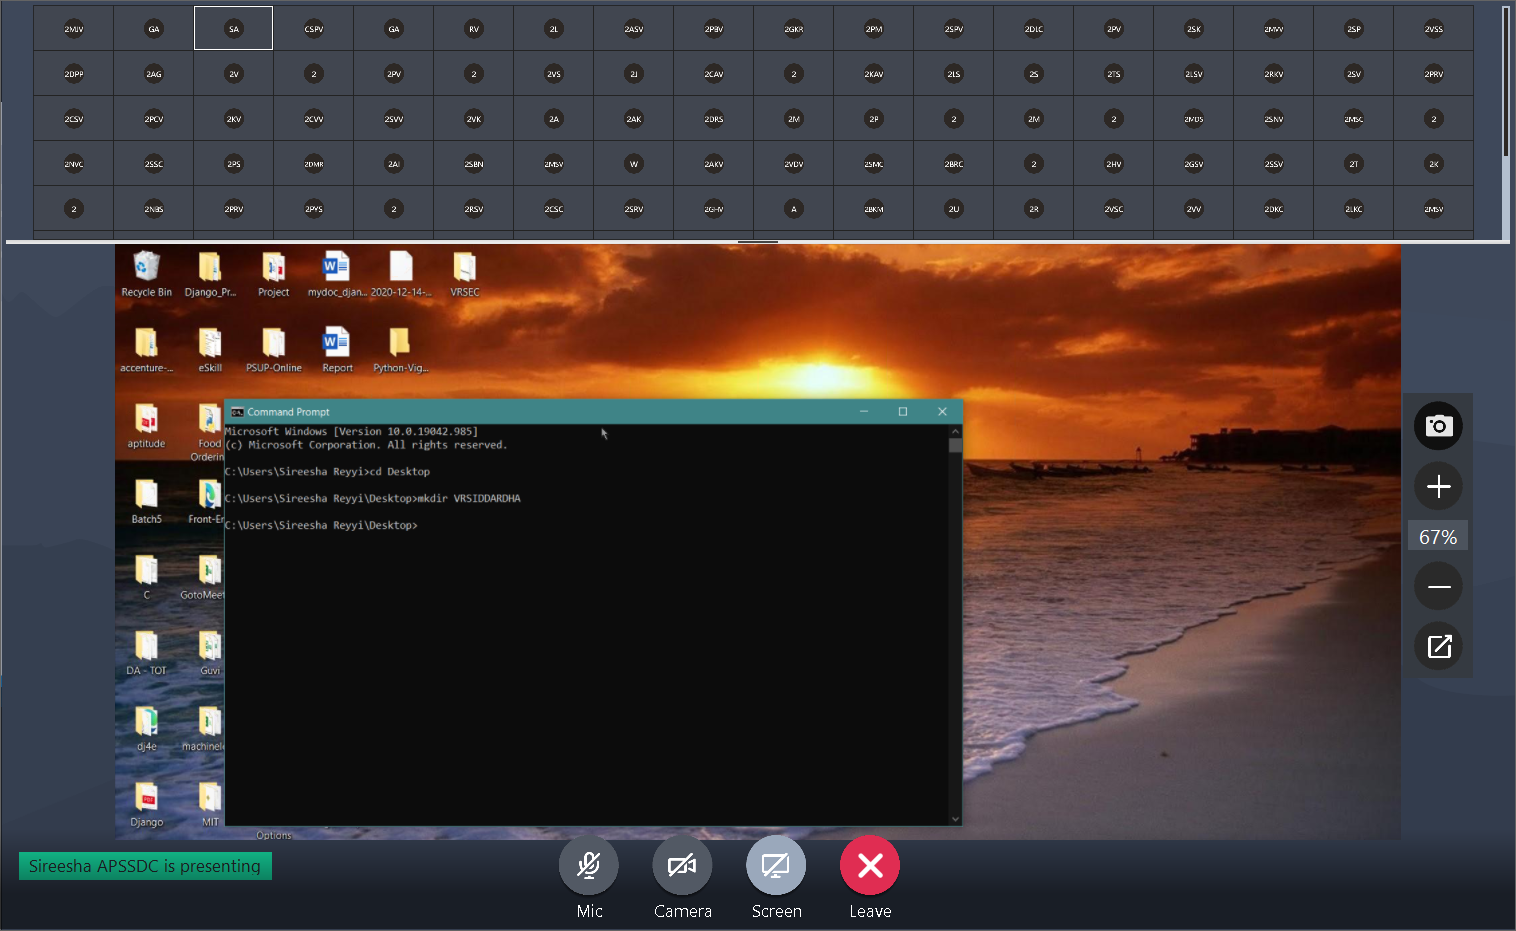 2MJV GA SA CSPV GA RV 2L 2ASV 2PBV 2GKR 2PM 2SPV 2DLC 2PV 2SK 2MVV 2SP 2VSS
2DPP 2AG 2V 2 2PV 2 2VS 2J 2CAV 2 2KAV 2LS 2S 2TS 2LSV 2RKV 2SV 2PRV
2CSV 2PCV 2KV 2CVV 2SVV 2VK 2A 2AK 2DRS 2M 2P 2 2M 2 2MDS 2SNV 2MSC 2
2NVC 2SSC 2PS 2DMR 2AI 2SBN 2MSV W 2AKV 2VDV 2SMC 2BRC 2 2HV 2GSV 2SSV 2T 2K
2 2NBS 2PRV 2PYS 2 2RSV 2CSC 2SRV 2GHV A 2BKM 2U 2R 2VSC 2VV 2DKC 2LKC 2MSV
Recycle Bin Django_Pr... Project mydoc_djan... 2020-12-14-... VRSEC
accenture-... eSkill PSUP-Online Report Python-Vig...
aptitude Food
Orderin
Batch5 Front-En
C GotoMeet
DA - TOT Guvi
dj4e machinele
Django MIT
Options
Command Prompt
Microsoft Windows [Version 10.0.19042.985]
(c) Microsoft Corporation. All rights reserved.
C:\Users\Sireesha Reyyi>cd Desktop
C:\Users\Sireesha Reyyi\Desktop>mkdir VRSIDDARDHA
C:\Users\Sireesha Reyyi\Desktop>
67%
Sireesha APSSDC is presenting
Mic Camera Screen Leave